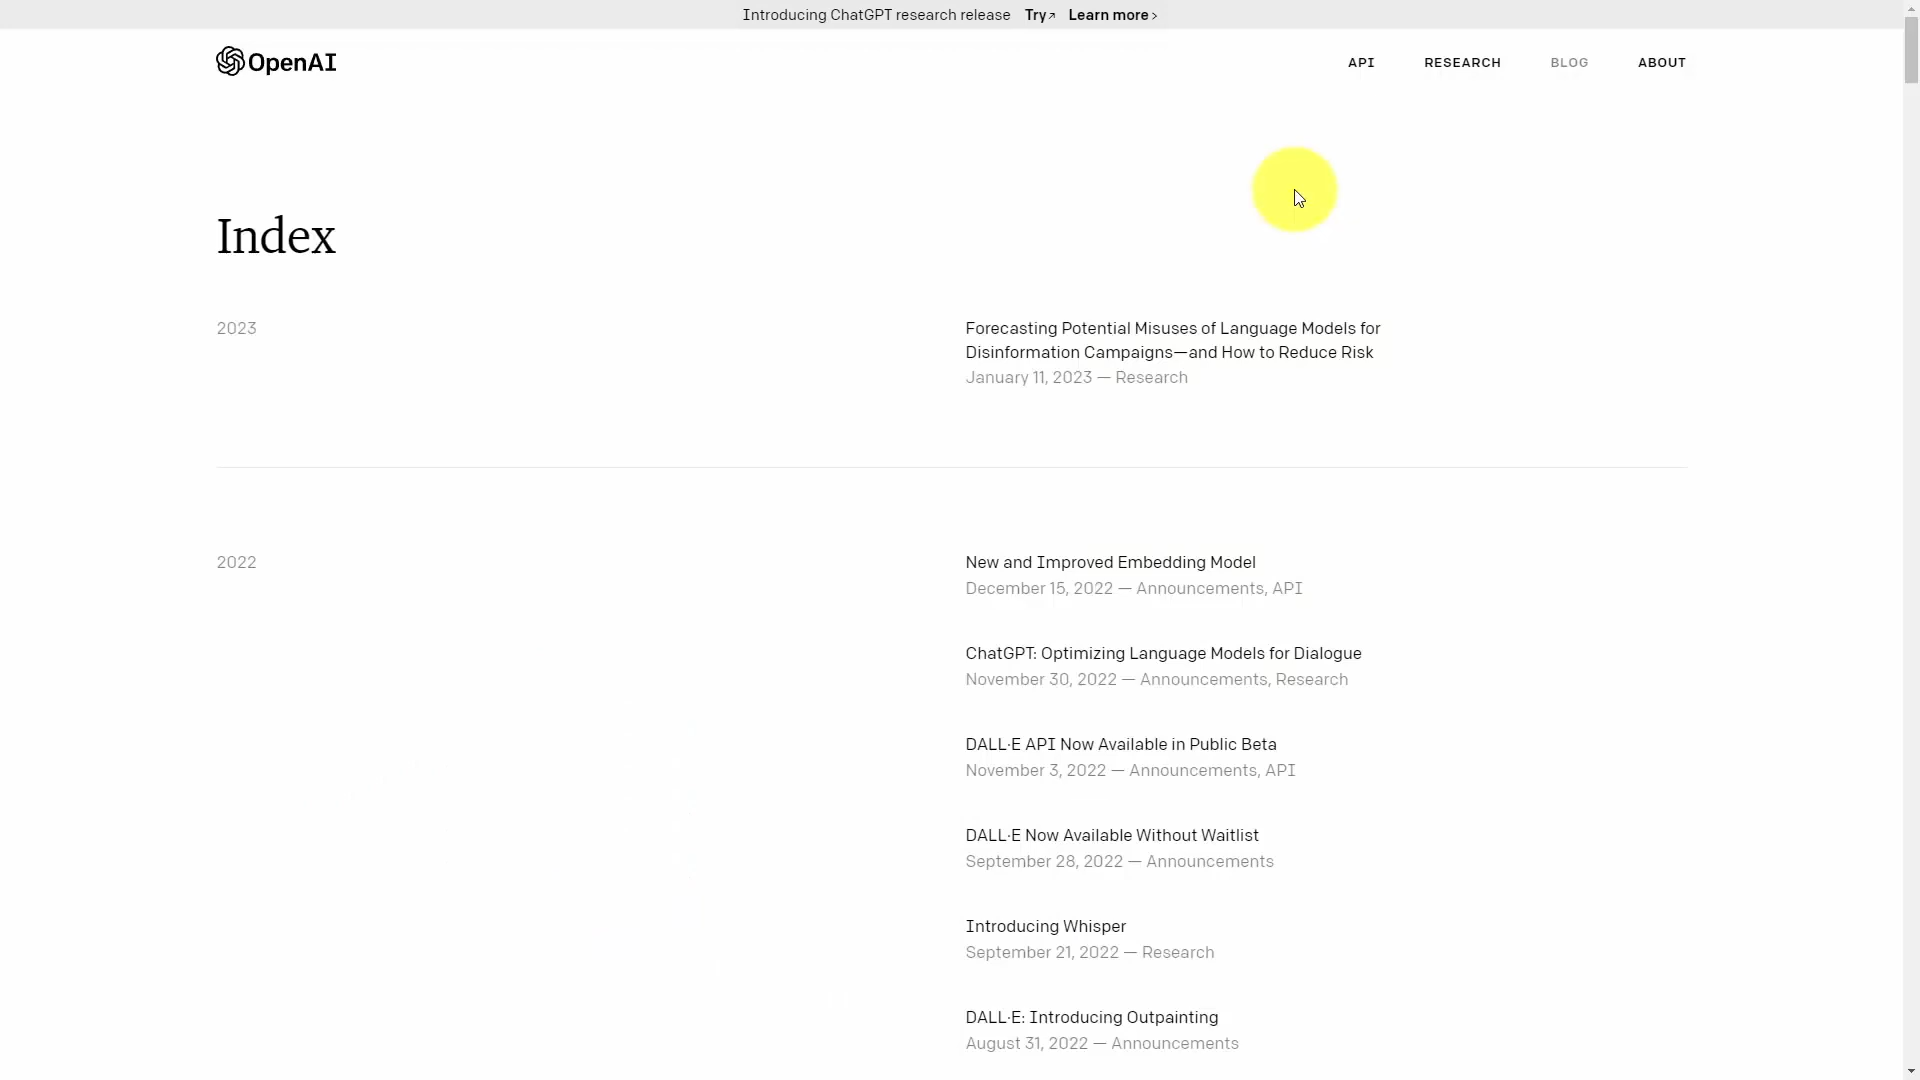 Introducing ChatGPT research release Try↗ Learn more›
OpenAI
API RESEARCH BLOG ABOUT
Index
2023
Forecasting Potential Misuses of Language Models for
Disinformation Campaigns—and How to Reduce Risk
January 11, 2023 — Research
2022
New and Improved Embedding Model
December 15, 2022 — Announcements, API
ChatGPT: Optimizing Language Models for Dialogue
November 30, 2022 — Announcements, Research
DALL·E API Now Available in Public Beta
November 3, 2022 — Announcements, API
DALL·E Now Available Without Waitlist
September 28, 2022 — Announcements
Introducing Whisper
September 21, 2022 — Research
DALL·E: Introducing Outpainting
August 31, 2022 — Announcements